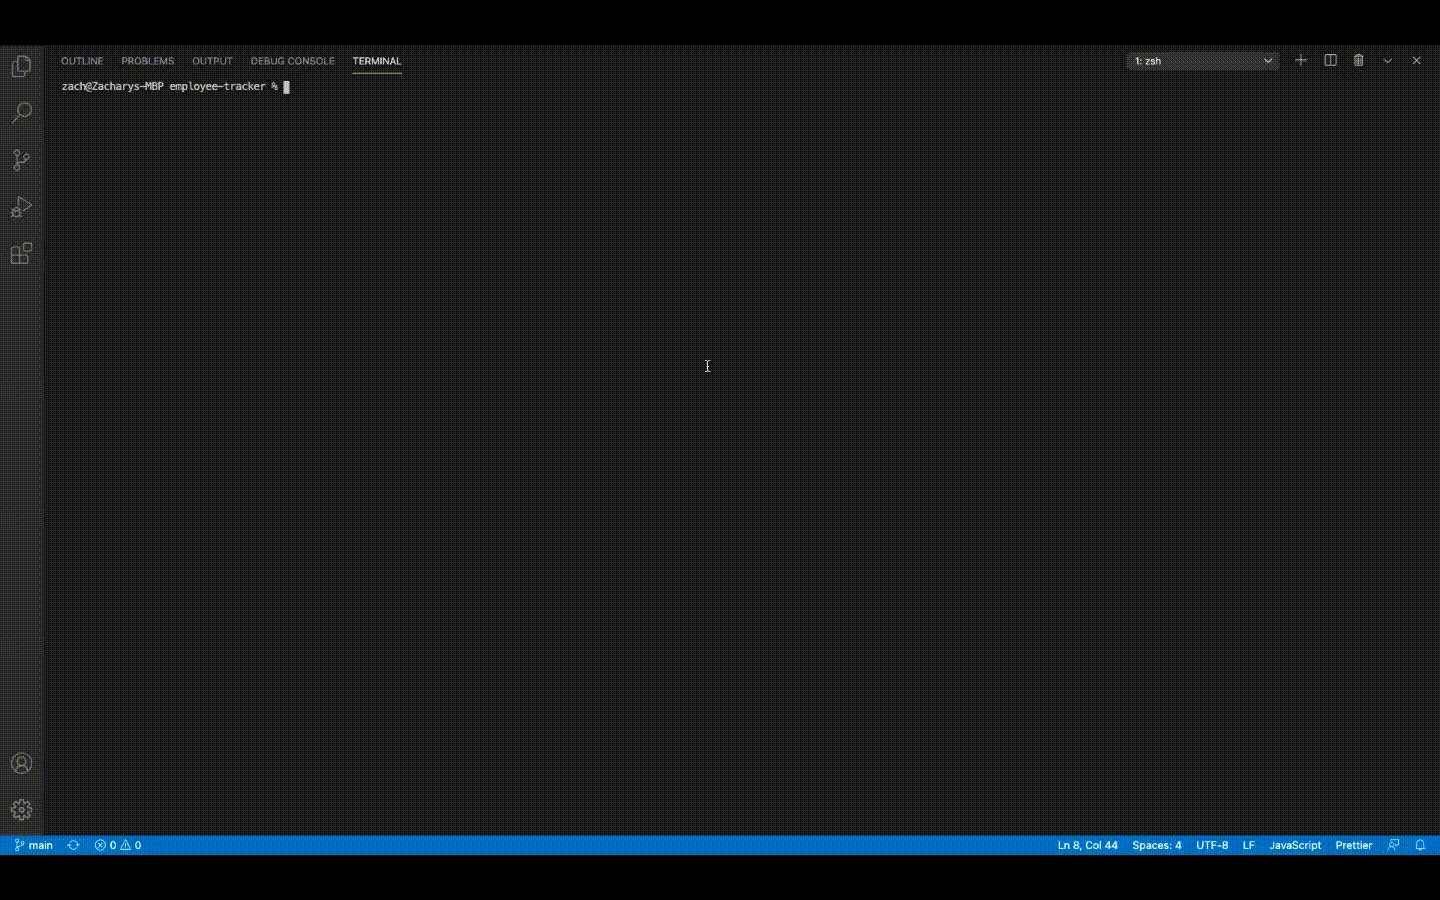 OUTLINE PROBLEMS OUTPUT DEBUG CONSOLE TERMINAL 1: zsh
zach@Zacharys-MBP employee-tracker %
main 0 0 Ln 8, Col 44 Spaces: 4 UTF-8 LF JavaScript Prettier